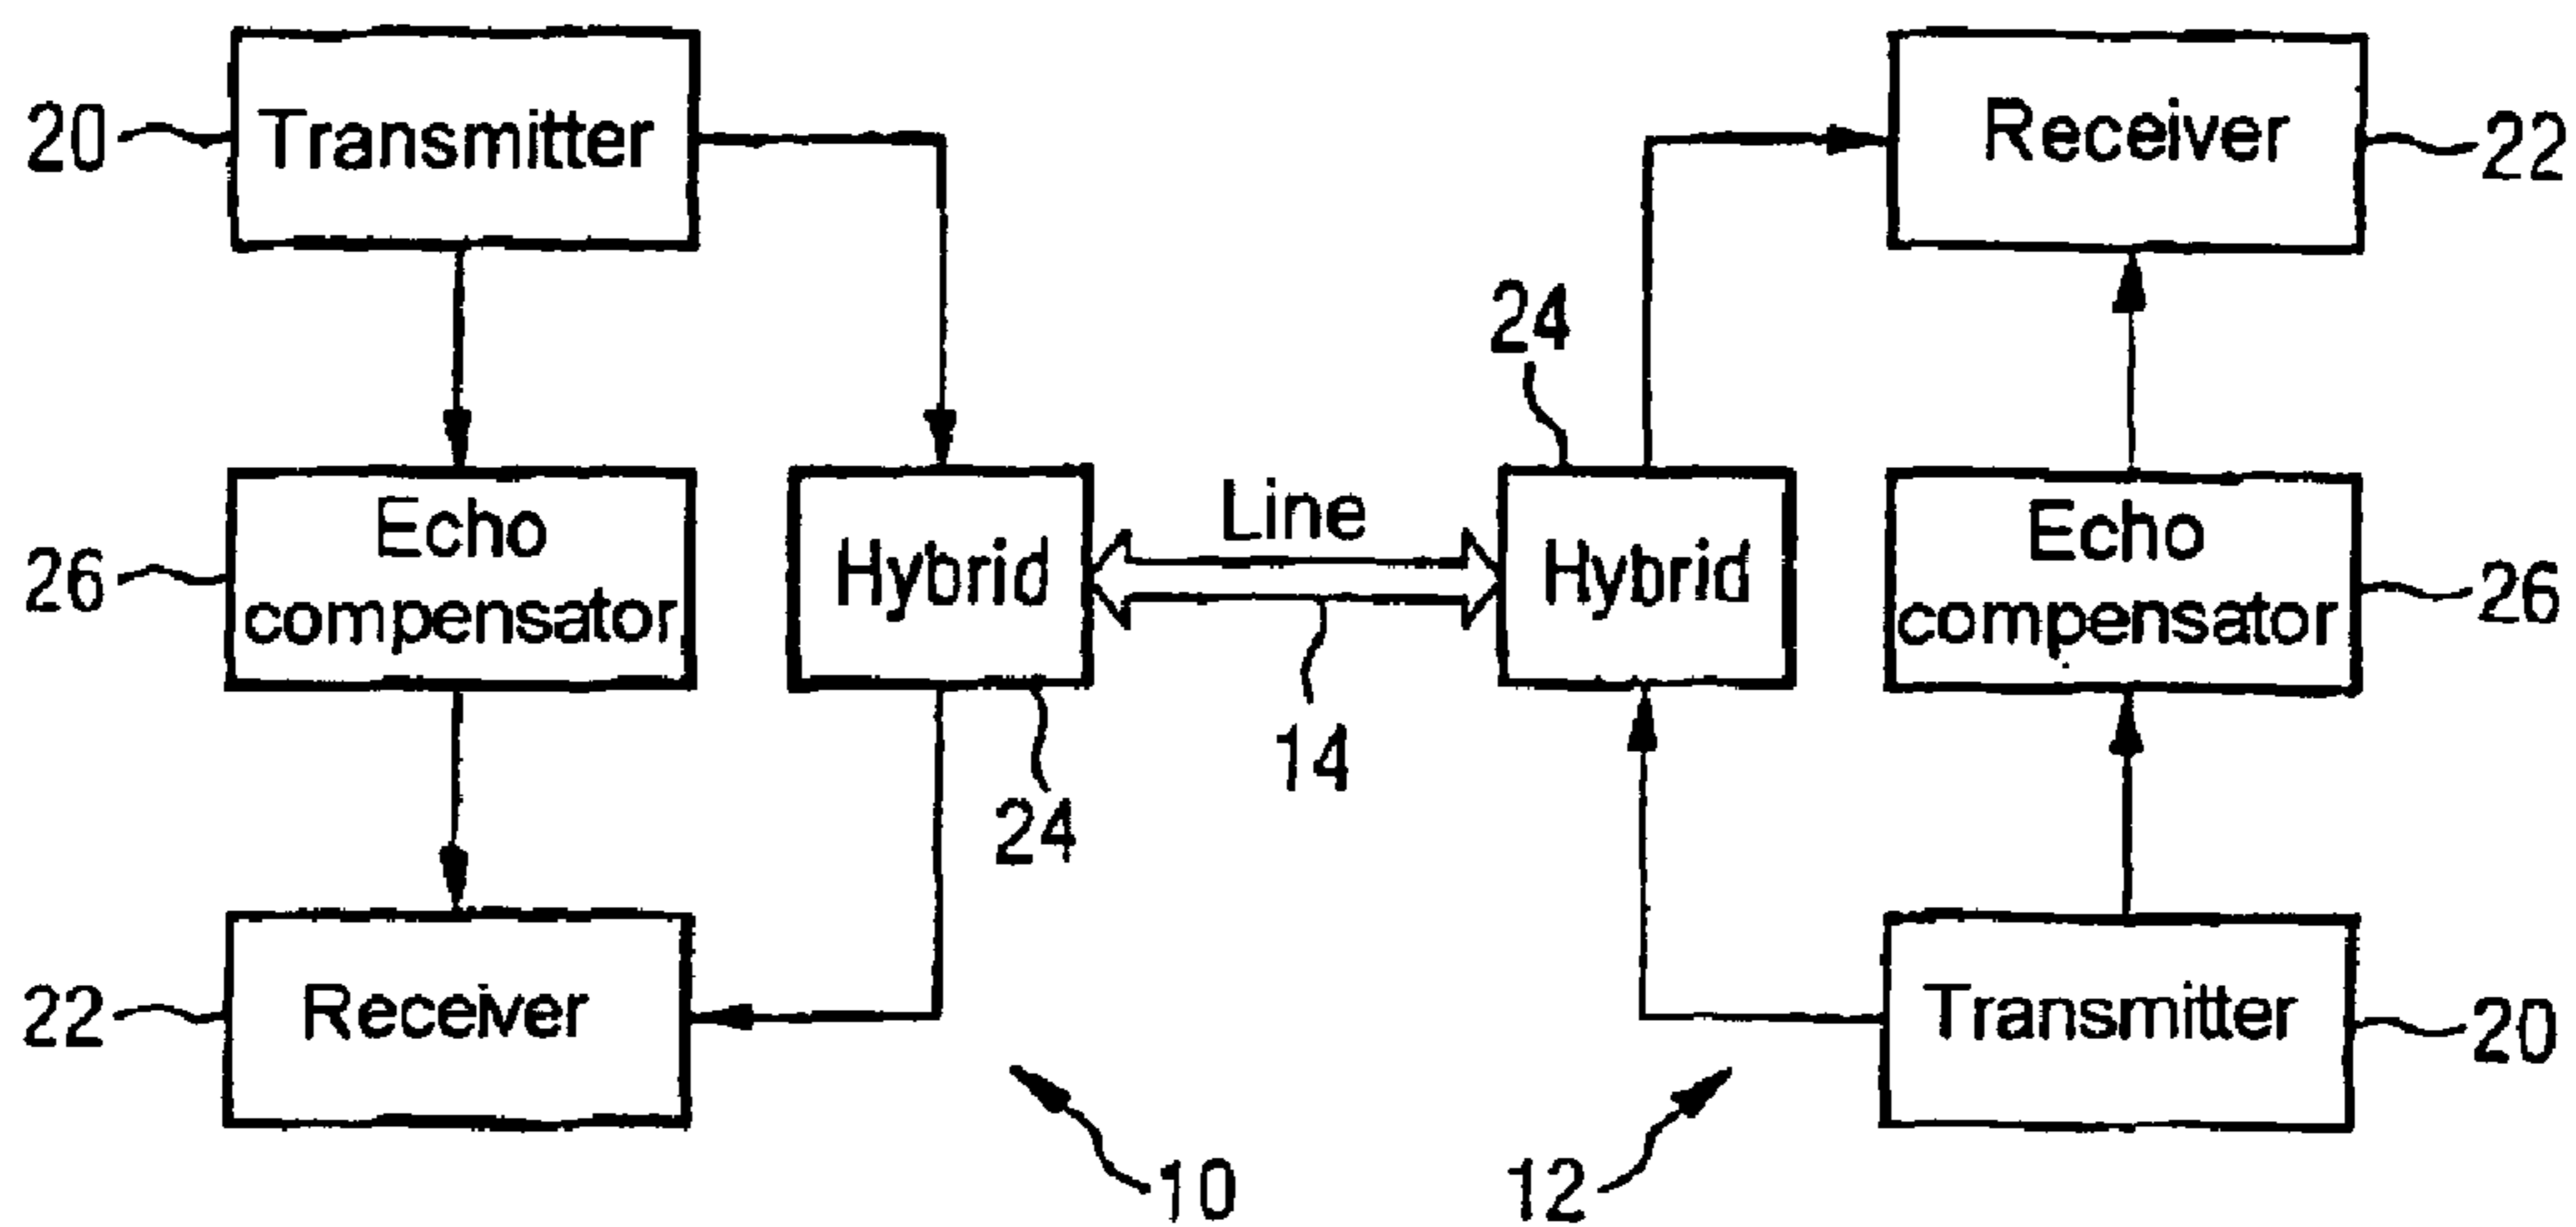 20
Transmitter
Receiver
22
24
26
Echo
compensator
Hybrid
Line
Hybrid
Echo
compensator
26
14
24
22
Receiver
Transmitter
20
10
12